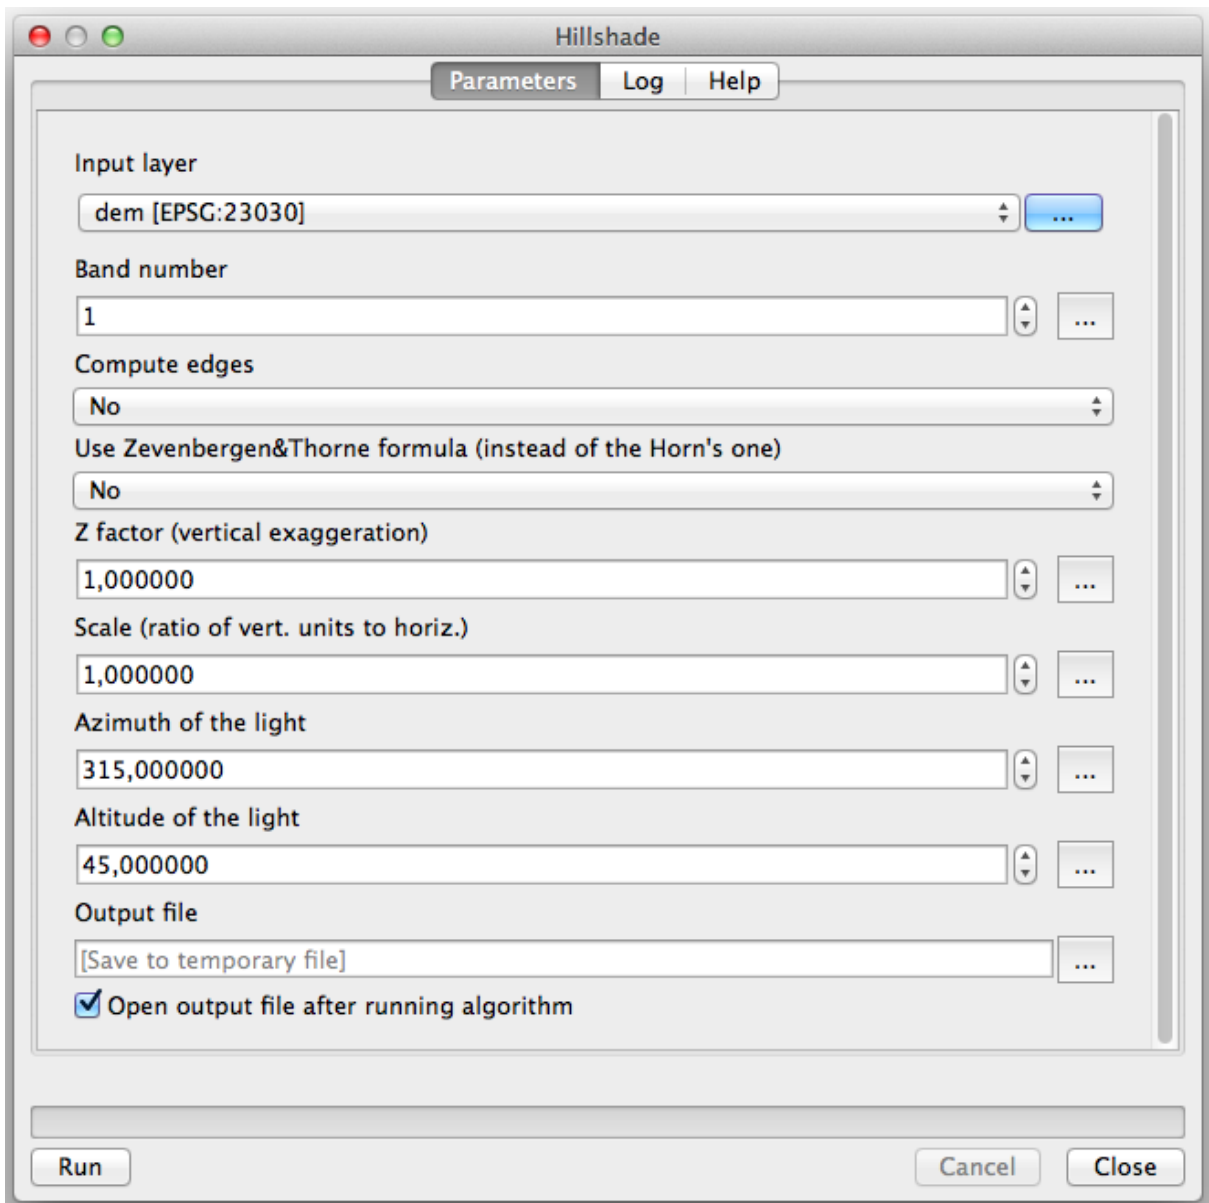 Hillshade
Parameters Log Help
Input layer
dem [EPSG:23030]
...
Band number
1
...
Compute edges
No
Use Zevenbergen&Thorne formula (instead of the Horn's one)
No
Z factor (vertical exaggeration)
1,000000
...
Scale (ratio of vert. units to horiz.)
1,000000
...
Azimuth of the light
315,000000
...
Altitude of the light
45,000000
...
Output file
[Save to temporary file]
...
Open output file after running algorithm
Run Cancel Close